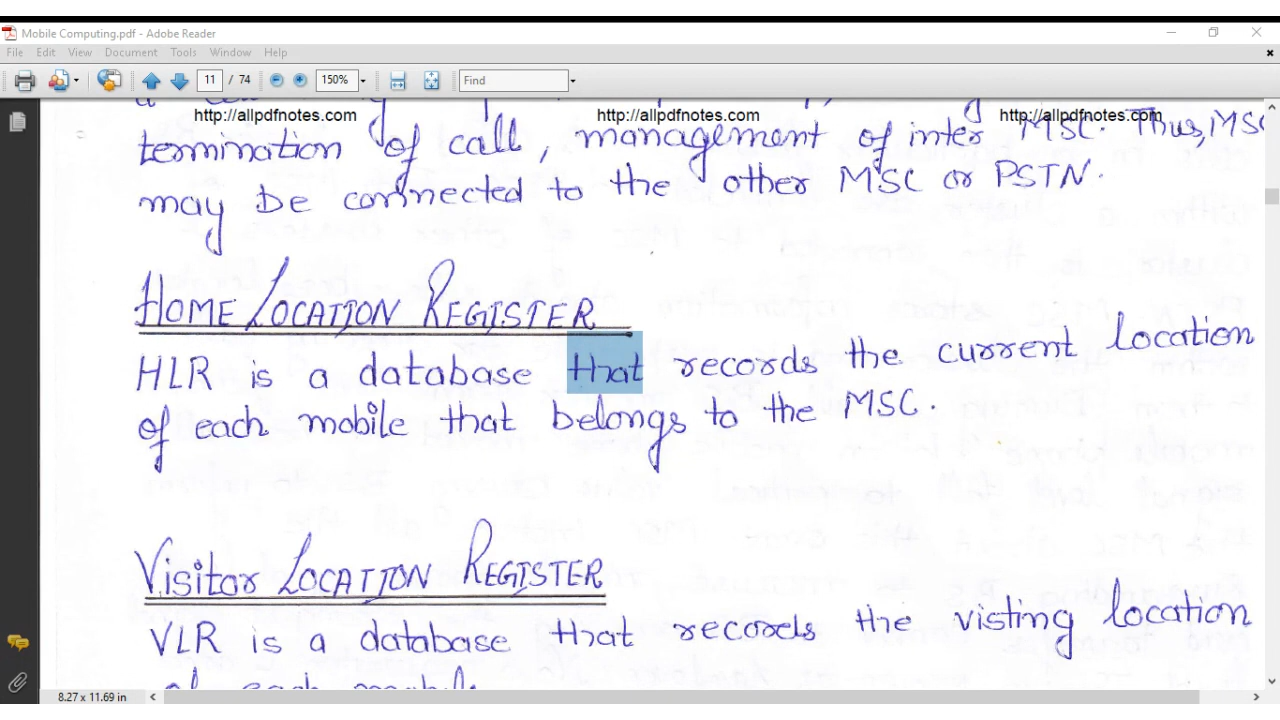 Mobile Computing.pdf - Adobe Reader
File Edit View Document Tools Window Help
11 / 74 150% Find
http://allpdfnotes.com http://allpdfnotes.com http://allpdfnotes.com
termination of call, management of inter MSC. Thus, MSC
may be connected to the other MSC or PSTN.
HOME LOCATION REGISTER
HLR is a database that records the current location
of each mobile that belongs to the MSC.
Visitor LOCATION REGISTER
VLR is a database that records the visting location
of each mobile
8.27 x 11.69 in